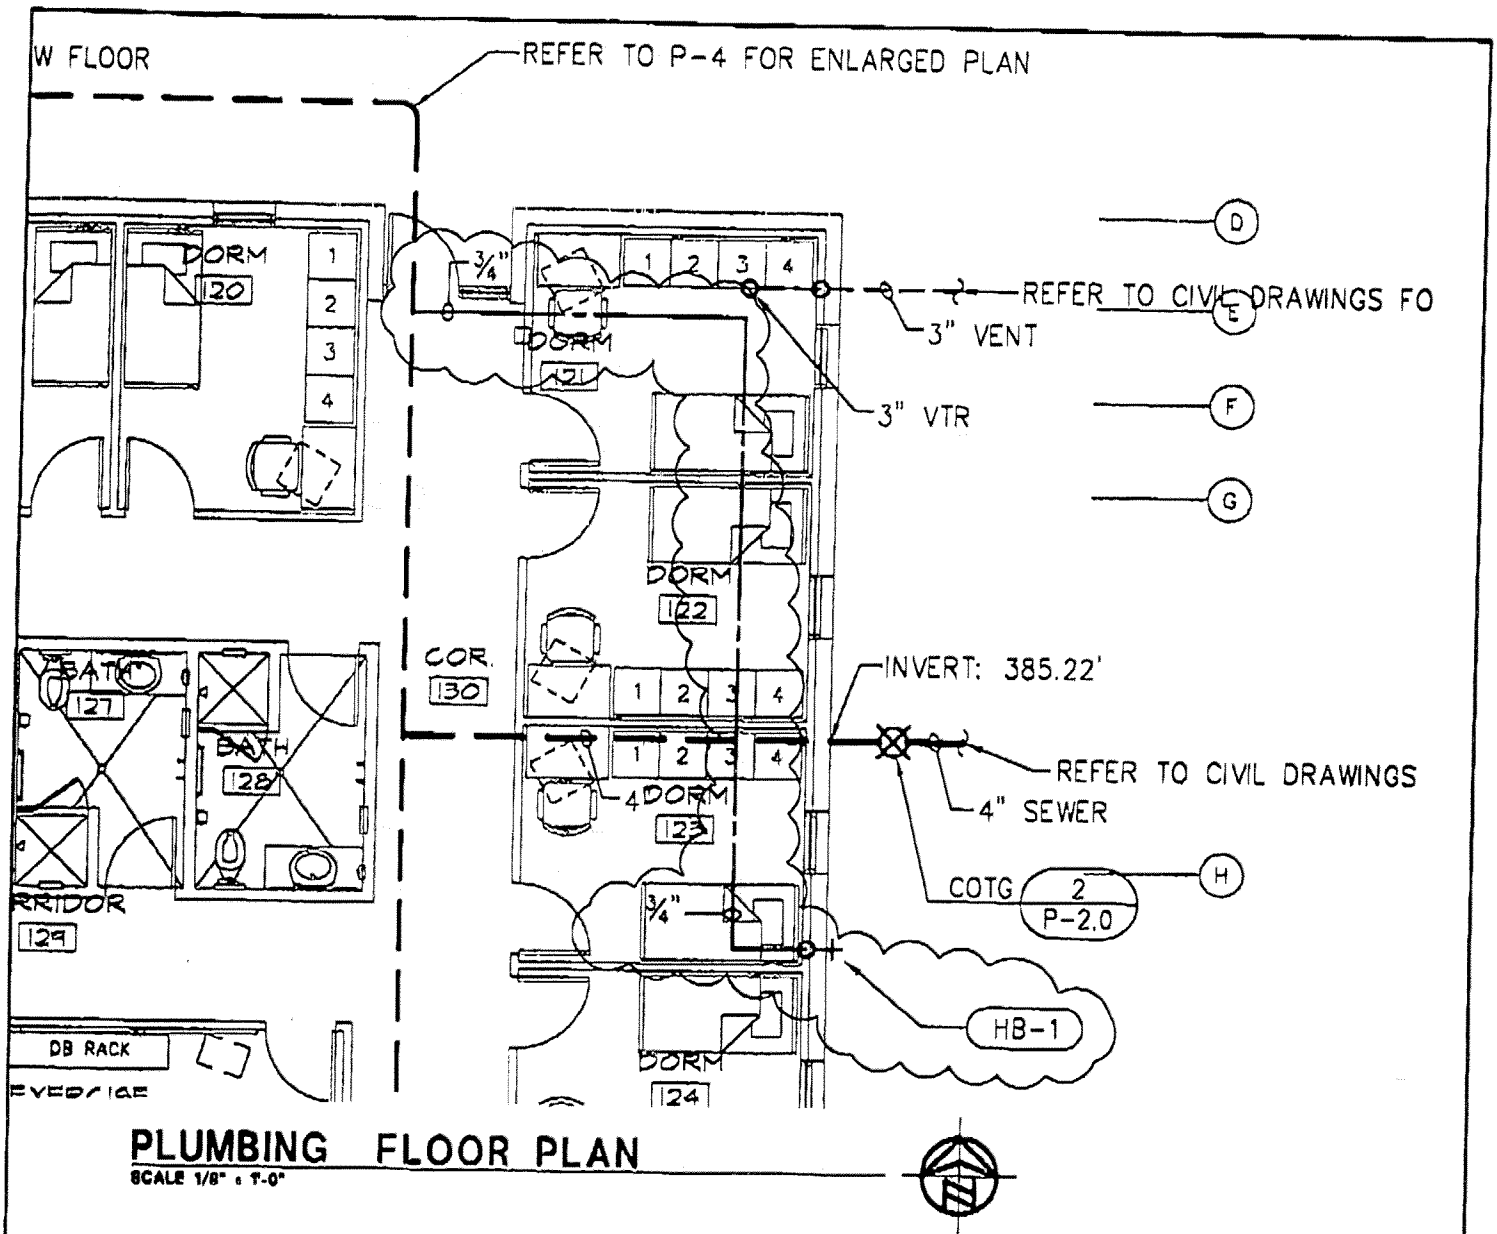 W FLOOR
REFER TO P-4 FOR ENLARGED PLAN
D
DORM
120
1
2
3
4
3/4"
1 2 3 4
REFER TO CIVIL DRAWINGS FO
E
3" VENT
DORM
121
3" VTR
F
G
DORM
122
COR.
130
1 2 3 4
INVERT: 385.22'
BATH
127
BATH
128
1 2 3 4
4"
DORM
123
REFER TO CIVIL DRAWINGS
4" SEWER
COTG
2
P-2.0
H
3/4"
RRIDOR
129
HB-1
DB RACK
DORM
124
PLUMBING FLOOR PLAN
SCALE 1/8" = 1'-0"